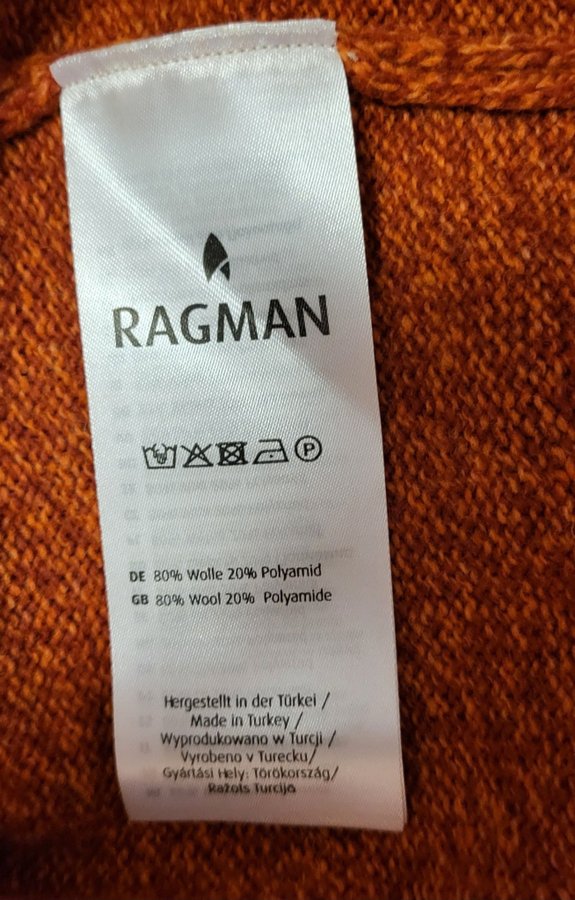 RAGMAN
P
DE 80% Wolle 20% Polyamid
GB 80% Wool 20% Polyamide
Hergestellt in der Türkei /
Made in Turkey /
Wyprodukowano w Turcji /
Vyrobeno v Turecku/
Gyártási Hely: Törökország/
Ražots Turcija